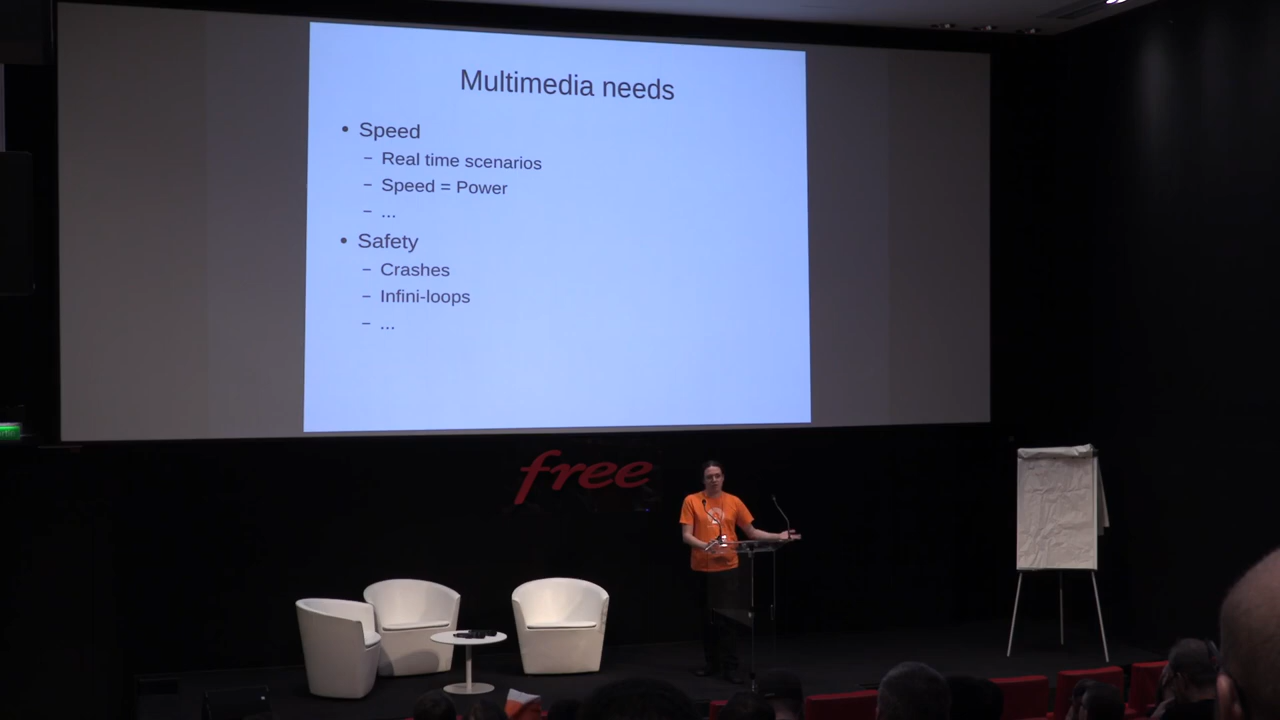 Multimedia needs
• Speed
– Real time scenarios
– Speed = Power
– ...
• Safety
– Crashes
– Infini-loops
– ...
free